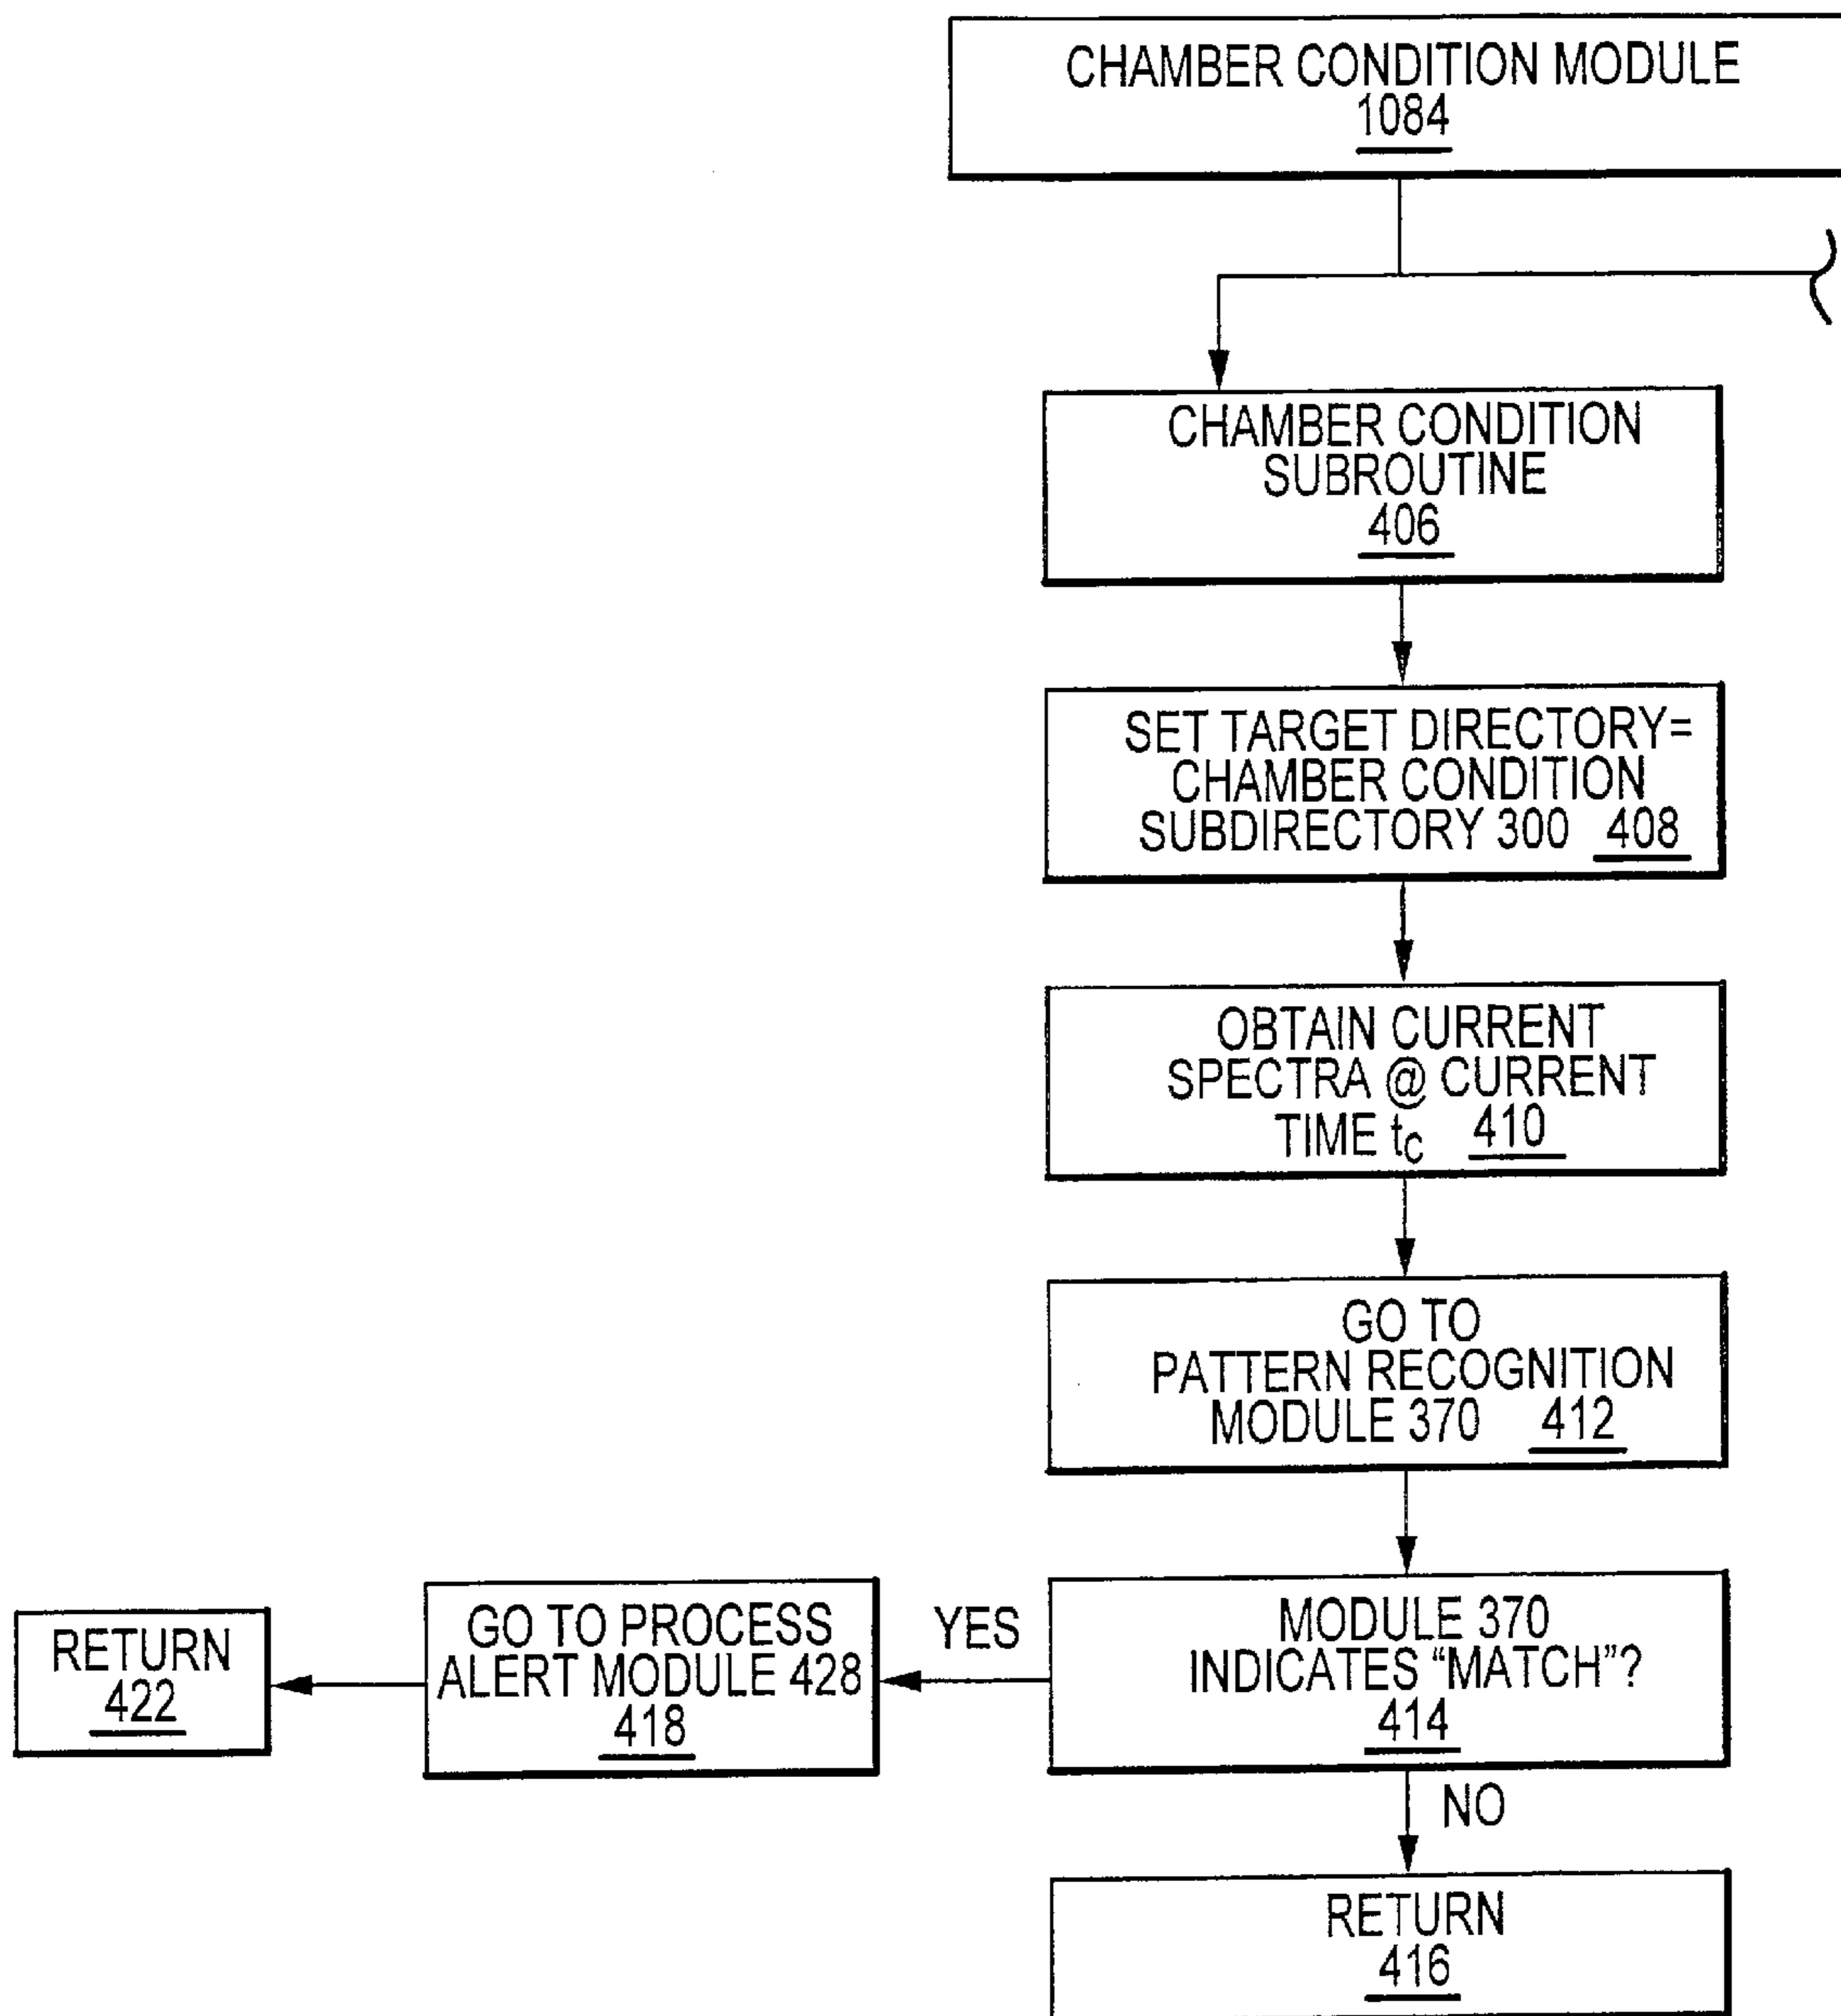 CHAMBER CONDITION MODULE
1084
CHAMBER CONDITION
SUBROUTINE
406
SET TARGET DIRECTORY=
CHAMBER CONDITION
SUBDIRECTORY 300 408
OBTAIN CURRENT
SPECTRA @ CURRENT
TIME tc 410
GO TO
PATTERN RECOGNITION
MODULE 370 412
MODULE 370
INDICATES “MATCH”?
414
YES
GO TO PROCESS
ALERT MODULE 428
418
RETURN
422
NO
RETURN
416